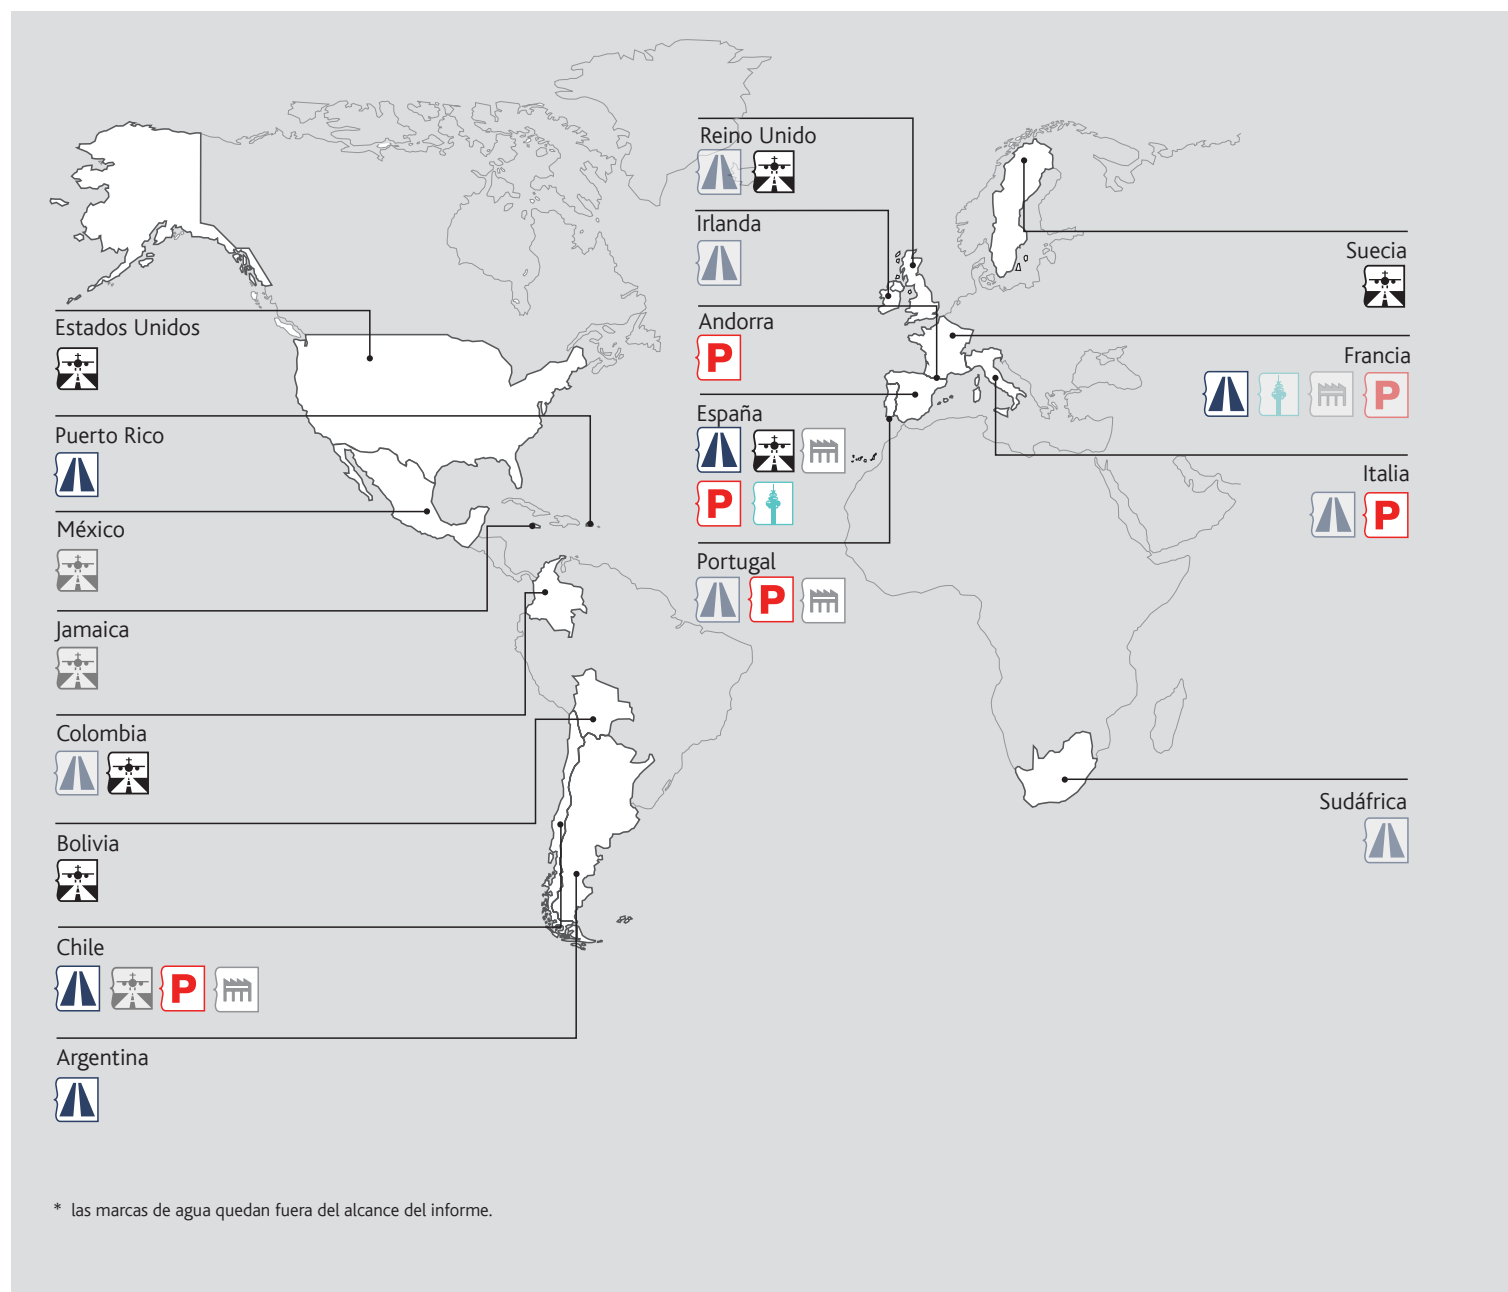 Reino Unido
Irlanda
Suecia
Estados Unidos
Andorra
P
Francia
P
Puerto Rico
España
P
Italia
P
México
Portugal
P
Jamaica
Colombia
Sudáfrica
Bolivia
Chile
P
Argentina
* las marcas de agua quedan fuera del alcance del informe.